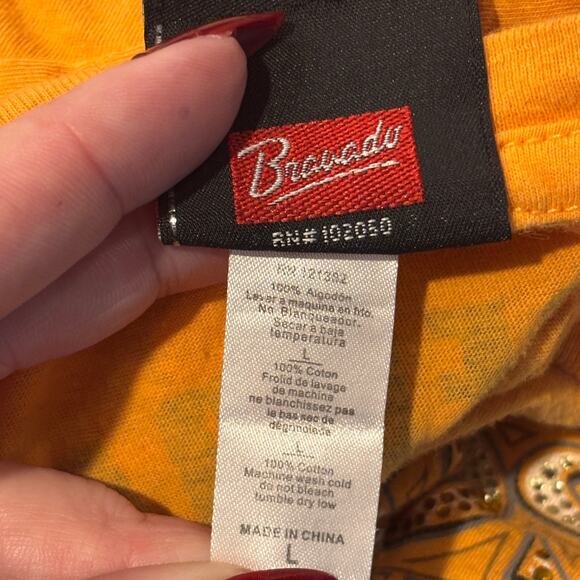 Bravado
RN# 102050
RN 121392
100% Algodón
Lavar a maquina en frio.
No Blanqueador.
Secar a baja
temperatura
L
100% Coton
Froiid de lavage
de machine
ne blanchissez pas
la bas sec de
dégringolade
L
100% Cotton
Machine wash cold
do not bleach
tumble dry low
MADE IN CHINA
L